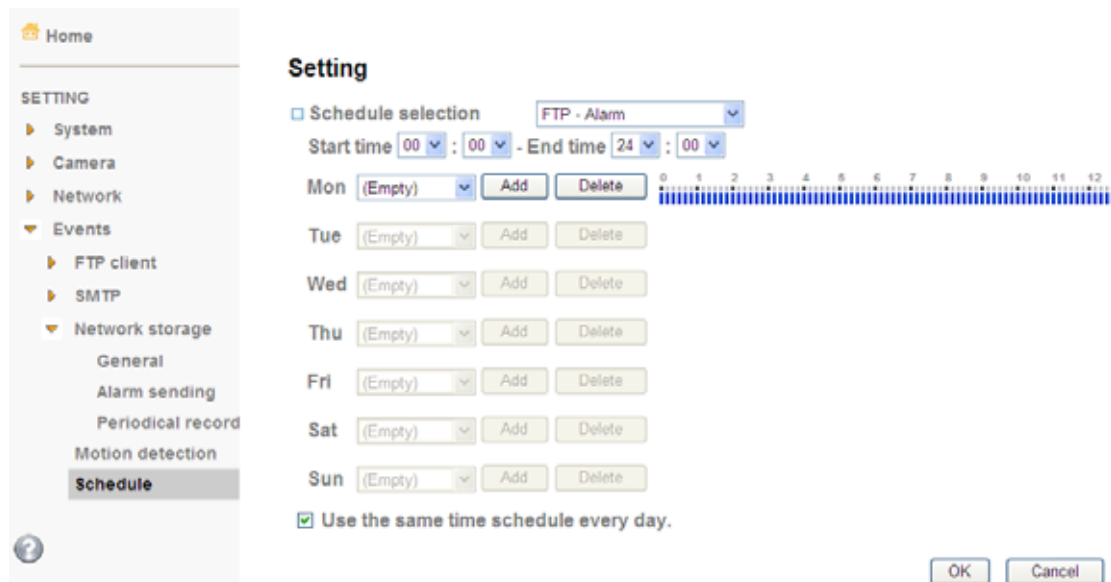 Home
SETTING
System
Camera
Network
Events
FTP client
SMTP
Network storage
General
Alarm sending
Periodical record
Motion detection
Schedule
Setting
Schedule selection FTP - Alarm
Start time 00 : 00 - End time 24 : 00
Mon (Empty) Add Delete 0 1 2 3 4 5 6 7 8 9 10 11 12
Tue (Empty) Add Delete
Wed (Empty) Add Delete
Thu (Empty) Add Delete
Fri (Empty) Add Delete
Sat (Empty) Add Delete
Sun (Empty) Add Delete
Use the same time schedule every day.
?
OK Cancel